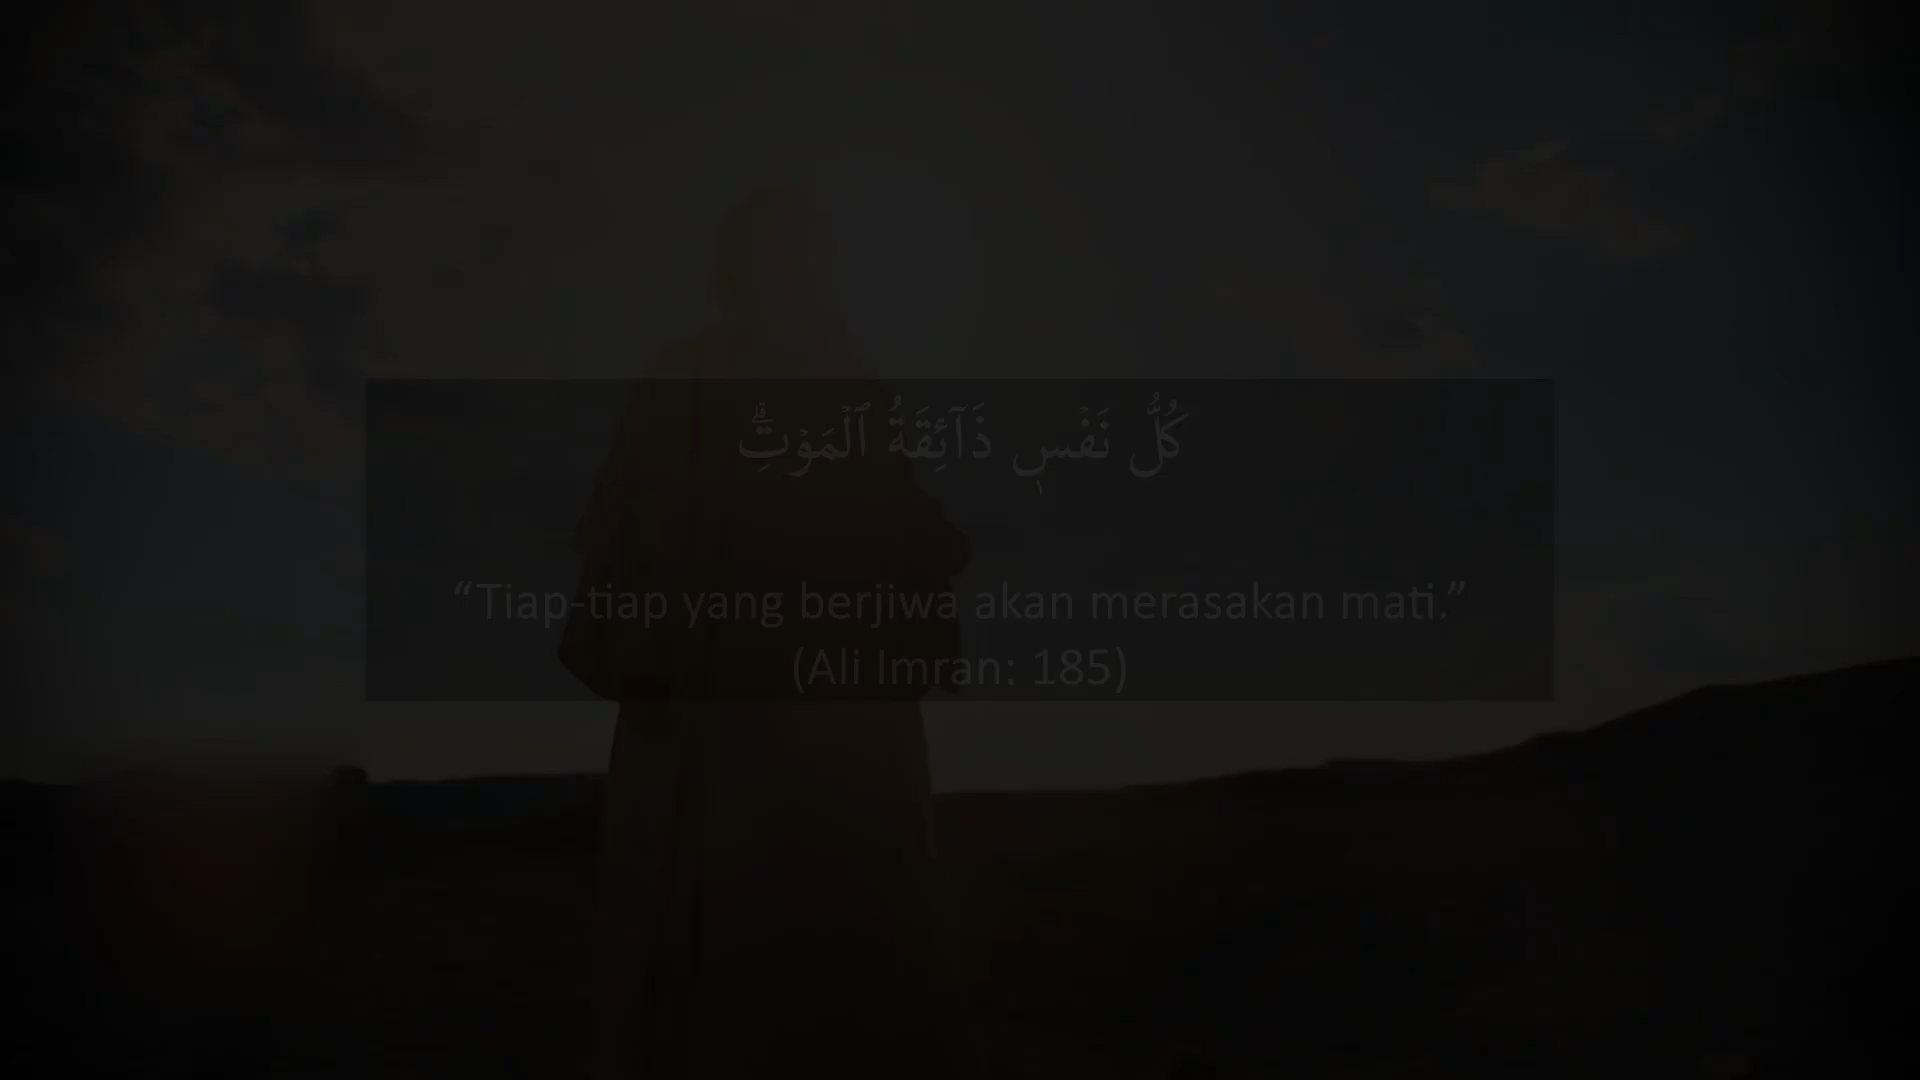 كُلُّ نَفۡسٖ ذَآئِقَةُ ٱلۡمَوۡتِۗ
“Tiap-tiap yang berjiwa akan merasakan mati.”
(Ali Imran: 185)